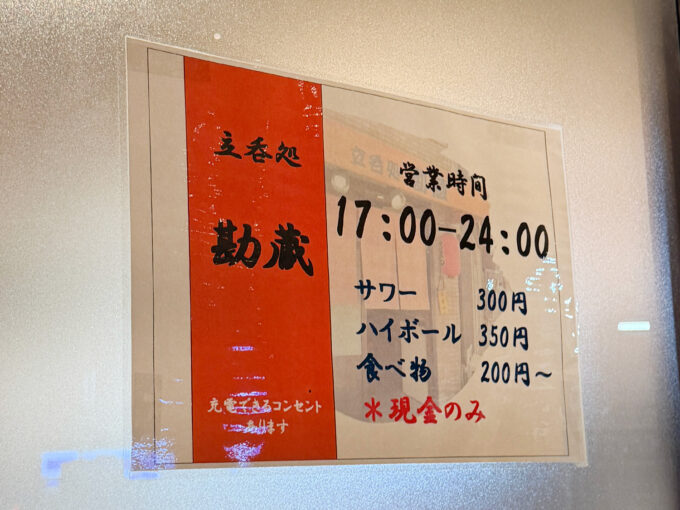 立呑処
勘蔵
充電できるコンセント
あります
営業時間
17:00−24:00
サワー 300円
ハイボール 350円
食べ物 200円～
＊現金のみ